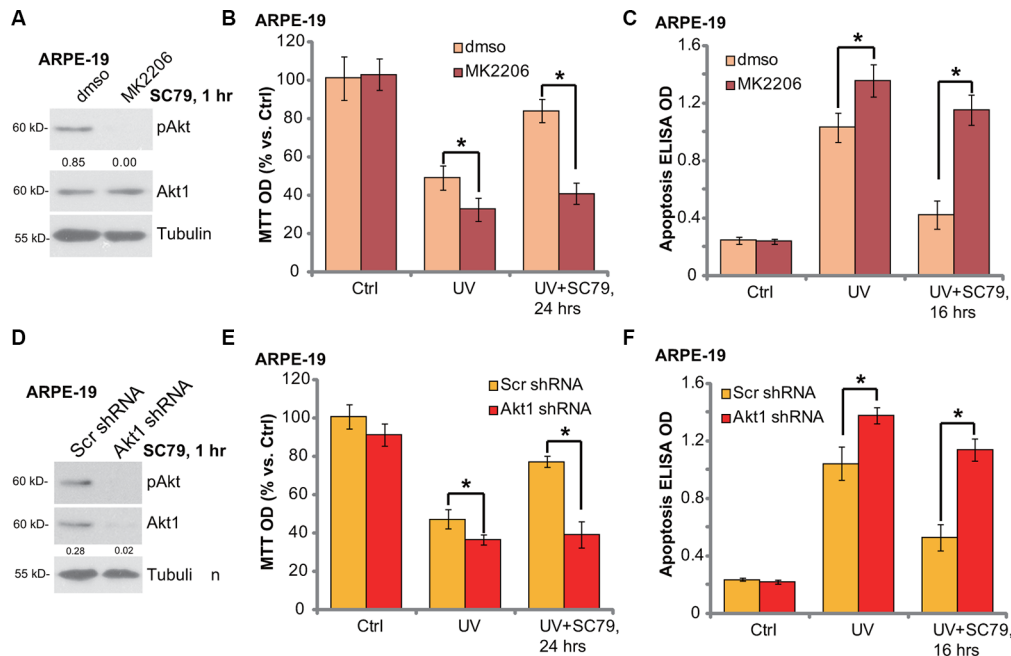 A
ARPE-19
dmso
MK2206
SC79, 1 hr
60 kD-
pAkt
0.85 0.00
60 kD-
Akt1
55 kD-
Tubulin
B
ARPE-19
MTT OD (% vs. Ctrl)
120
100
80
60
40
20
0
dmso
MK2206
*
*
Ctrl
UV
UV+SC79,
24 hrs
C
ARPE-19
Apoptosis ELISA OD
1.6
1.2
0.8
0.4
0
dmso
MK2206
*
*
Ctrl
UV
UV+SC79,
16 hrs
D
ARPE-19
Scr shRNA
Akt1 shRNA
SC79, 1 hr
60 kD-
pAkt
60 kD-
Akt1
0.28 0.02
55 kD-
Tubuli n
E
ARPE-19
MTT OD (% vs. Ctrl)
120
100
80
60
40
20
0
Scr shRNA
Akt1 shRNA
*
*
Ctrl
UV
UV+SC79,
24 hrs
F
ARPE-19
Apoptosis ELISA OD
1.6
1.2
0.8
0.4
0
Scr shRNA
Akt1 shRNA
*
*
Ctrl
UV
UV+SC79,
16 hrs